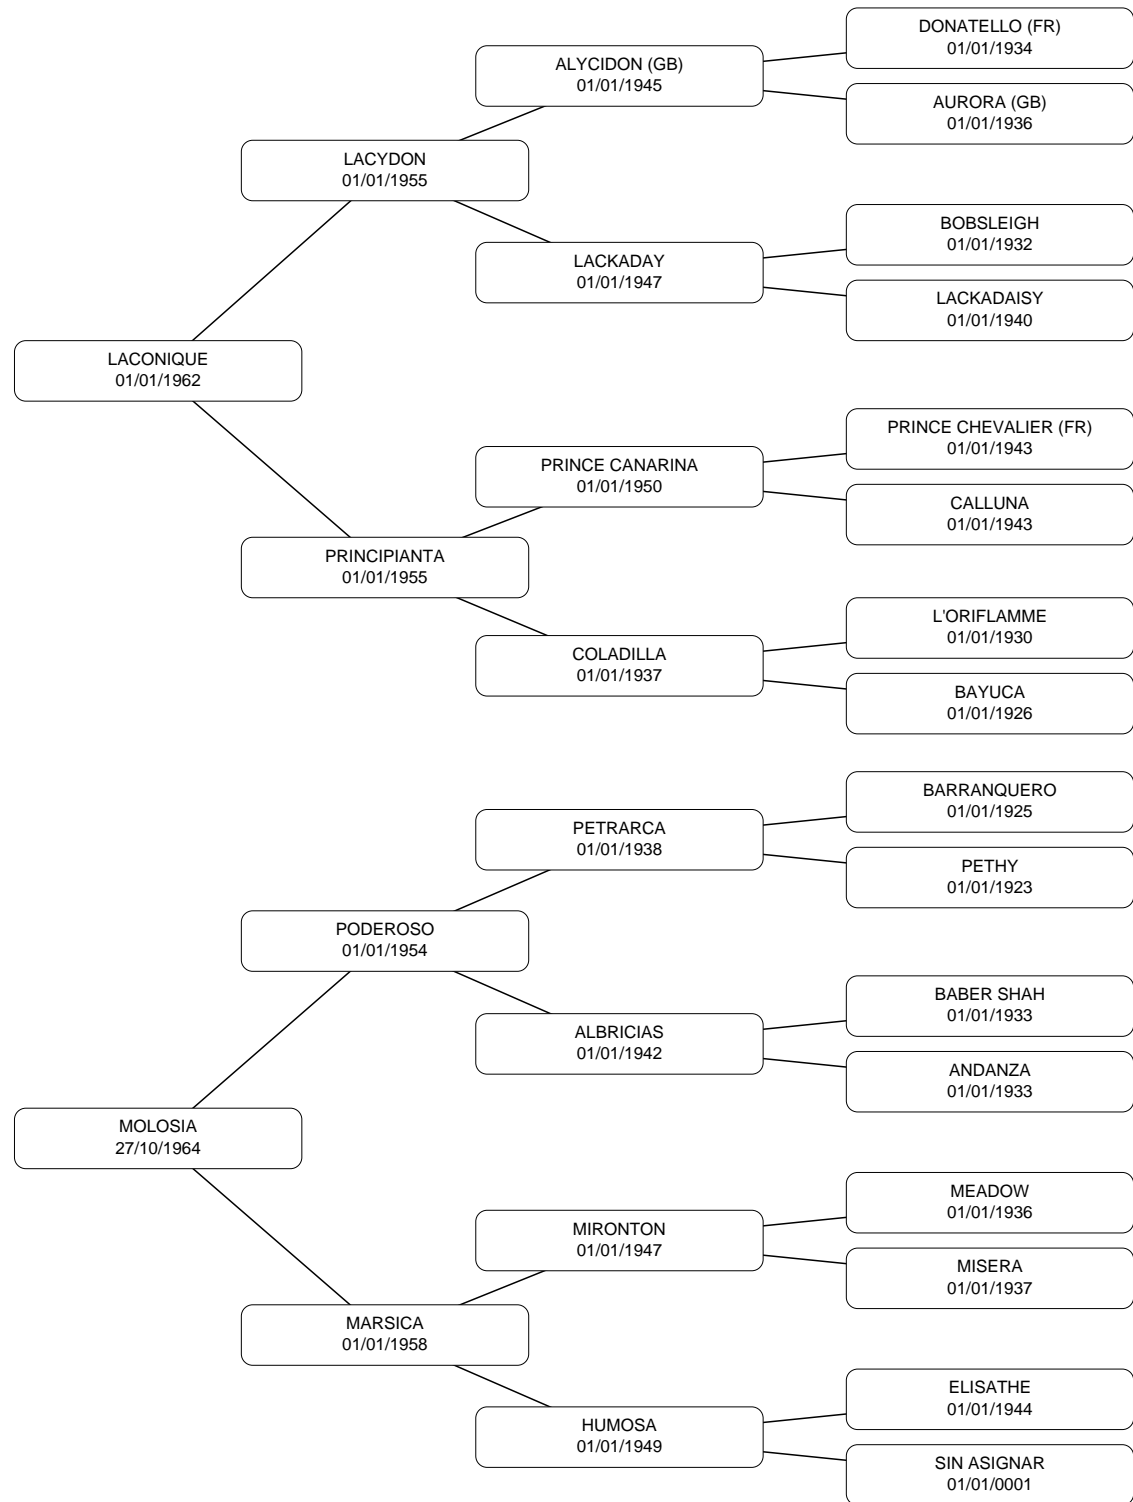 DONATELLO (FR)
01/01/1934
ALYCIDON (GB)
01/01/1945
AURORA (GB)
01/01/1936
LACYDON
01/01/1955
BOBSLEIGH
01/01/1932
LACKADAY
01/01/1947
LACKADAISY
01/01/1940
LACONIQUE
01/01/1962
PRINCE CHEVALIER (FR)
01/01/1943
PRINCE CANARINA
01/01/1950
CALLUNA
01/01/1943
PRINCIPIANTA
01/01/1955
L'ORIFLAMME
01/01/1930
COLADILLA
01/01/1937
BAYUCA
01/01/1926
BARRANQUERO
01/01/1925
PETRARCA
01/01/1938
PETHY
01/01/1923
PODEROSO
01/01/1954
BABER SHAH
01/01/1933
ALBRICIAS
01/01/1942
ANDANZA
01/01/1933
MOLOSIA
27/10/1964
MEADOW
01/01/1936
MIRONTON
01/01/1947
MISERA
01/01/1937
MARSICA
01/01/1958
ELISATHE
01/01/1944
HUMOSA
01/01/1949
SIN ASIGNAR
01/01/0001